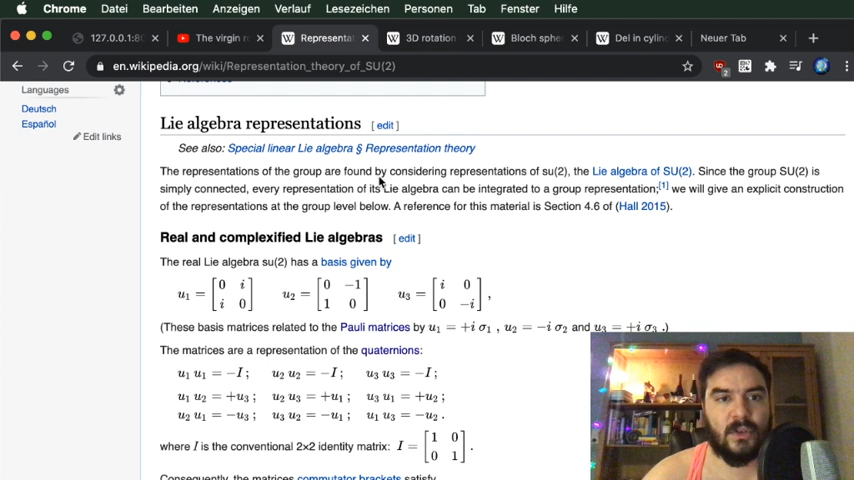 Chrome Datei Bearbeiten Anzeigen Verlauf Lesezeichen Personen Tab Fenster Hilfe
127.0.0.1:8 The virgin r Representa 3D rotation Bloch sphe Del in cylind Neuer Tab
en.wikipedia.org/wiki/Representation_theory_of_SU(2)
2
Languages
Deutsch
Español
Edit links
Lie algebra representations [ edit ]
See also: Special linear Lie algebra § Representation theory
The representations of the group are found by considering representations of su(2), the Lie algebra of SU(2). Since the group SU(2) is
simply connected, every representation of its Lie algebra can be integrated to a group representation;[1] we will give an explicit construction
of the representations at the group level below. A reference for this material is Section 4.6 of (Hall 2015).
Real and complexified Lie algebras [ edit ]
The real Lie algebra su(2) has a basis given by
u₁ = [0 i; i 0] u₂ = [0 −1; 1 0] u₃ = [i 0; 0 −i],
(These basis matrices related to the Pauli matrices by u₁ = +i σ₁ , u₂ = −i σ₂ and u₃ = +i σ₃ .)
The matrices are a representation of the quaternions:
u₁ u₁ = −I ; u₂ u₂ = −I ; u₃ u₃ = −I ;
u₁ u₂ = +u₃ ; u₂ u₃ = +u₁ ; u₃ u₁ = +u₂ ;
u₂ u₁ = −u₃ ; u₃ u₂ = −u₁ ; u₁ u₃ = −u₂ .
where I is the conventional 2×2 identity matrix: I = [1 0; 0 1] .
Consequently, the matrices commutator brackets satisfy